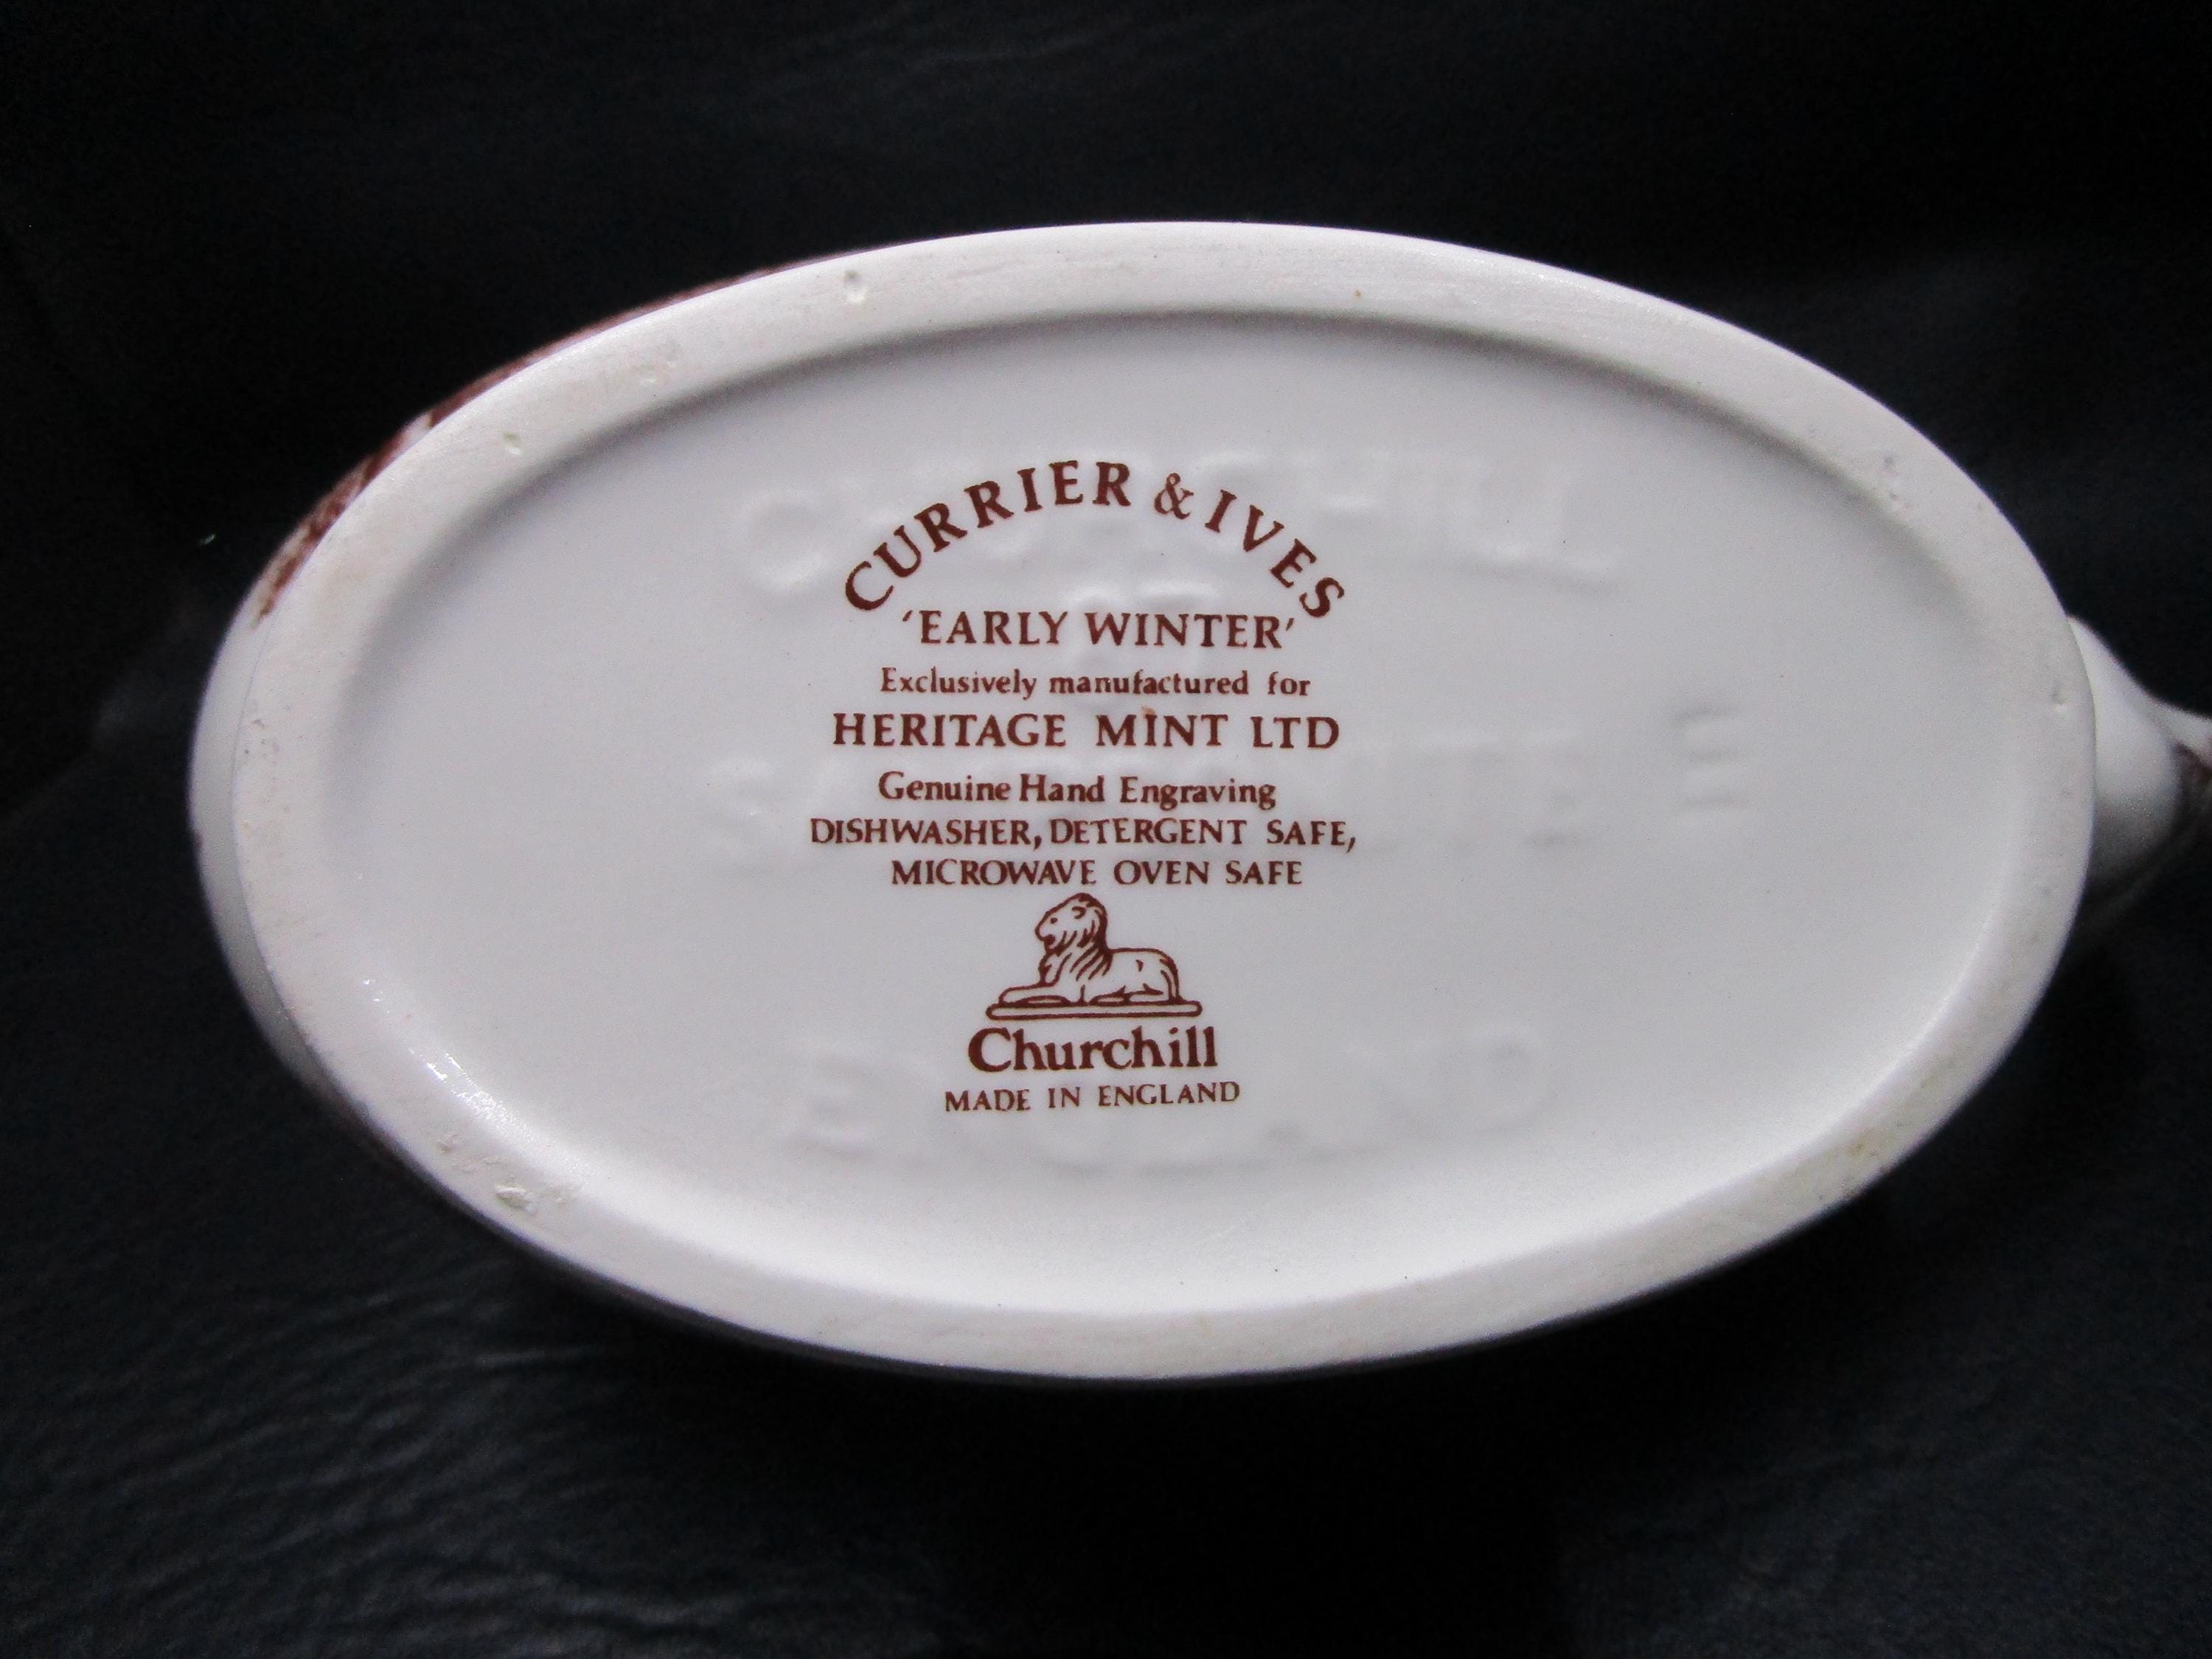 CURRIER & IVES
'EARLY WINTER'
Exclusively manufactured for
HERITAGE MINT LTD
Genuine Hand Engraving
DISHWASHER, DETERGENT SAFE,
MICROWAVE OVEN SAFE
Churchill
MADE IN ENGLAND